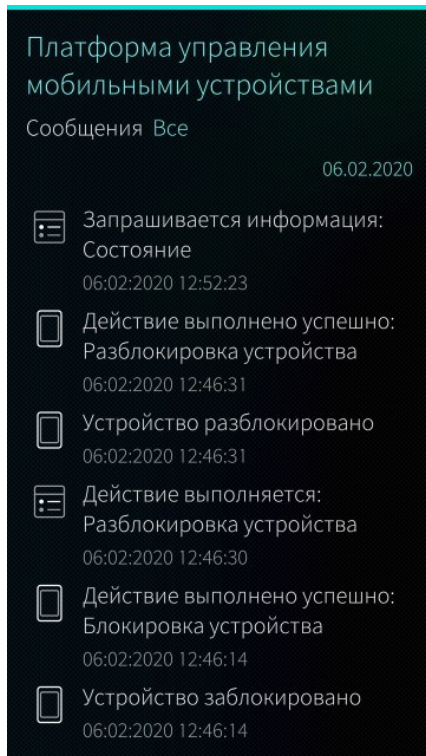 Платформа управления
мобильными устройствами
Сообщения Все
06.02.2020
Запрашивается информация:
Состояние
06:02:2020 12:52:23
Действие выполнено успешно:
Разблокировка устройства
06:02:2020 12:46:31
Устройство разблокировано
06:02:2020 12:46:31
Действие выполняется:
Разблокировка устройства
06:02:2020 12:46:30
Действие выполнено успешно:
Блокировка устройства
06:02:2020 12:46:14
Устройство заблокировано
06:02:2020 12:46:14